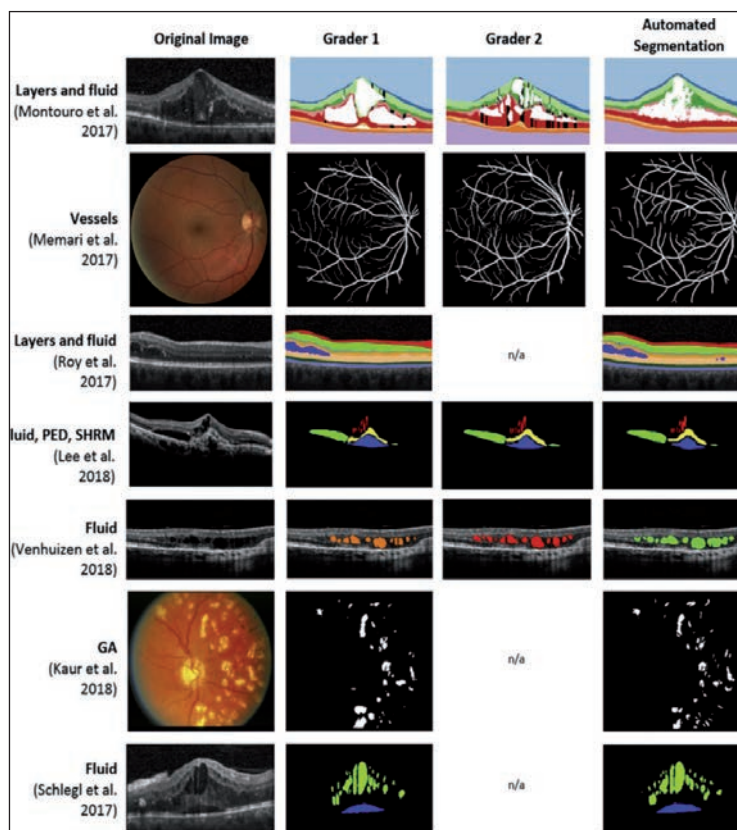 Original Image Grader 1 Grader 2 Automated
Segmentation
Layers and fluid
(Montouro et al.
2017)
Vessels
(Memari et al.
2017)
Layers and fluid
(Roy et al.
2017)
n/a
luid, PED, SHRM
(Lee et al.
2018)
Fluid
(Venhuizen et al.
2018)
GA
(Kaur et al.
2018)
n/a
Fluid
(Schlegl et al.
2017)
n/a